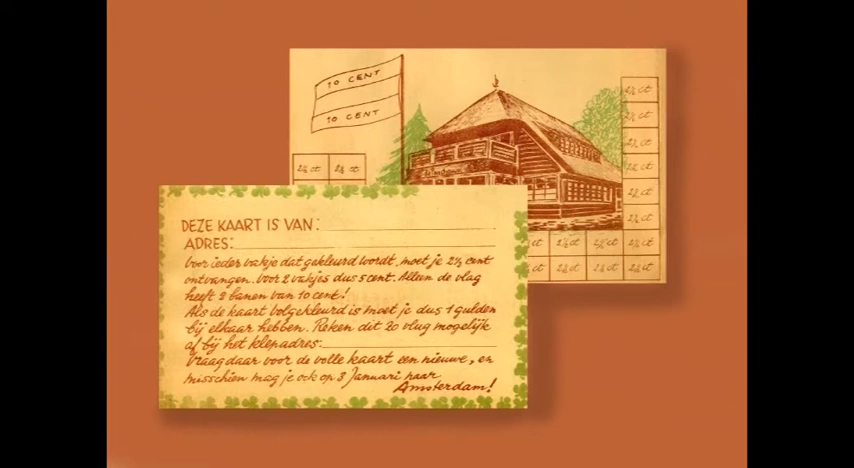 10 CENT
10 CENT
2½ ct 2½ ct
2½ ct
2½ ct
2½ ct
2½ ct
2½ ct
2½ ct
ct 2½ ct 2½ ct 2½ ct
ct 2½ ct 2½ ct 2½ ct
DEZE KAART IS VAN:
ADRES:
Voor ieder vakje dat gekleurd wordt, moet je 2½ cent
ontvangen. Voor 2 vakjes dus 5 cent. Alleen de vlag
heeft 2 banen van 10 cent!
Als de kaart volgekleurd is moet je dus 1 gulden
bij elkaar hebben. Reken dit zo vlug mogelijk
af bij het klepadres:
Vraag daar voor de volle kaart een nieuwe, en
misschien mag je ook op 3 Januari naar
Amsterdam!